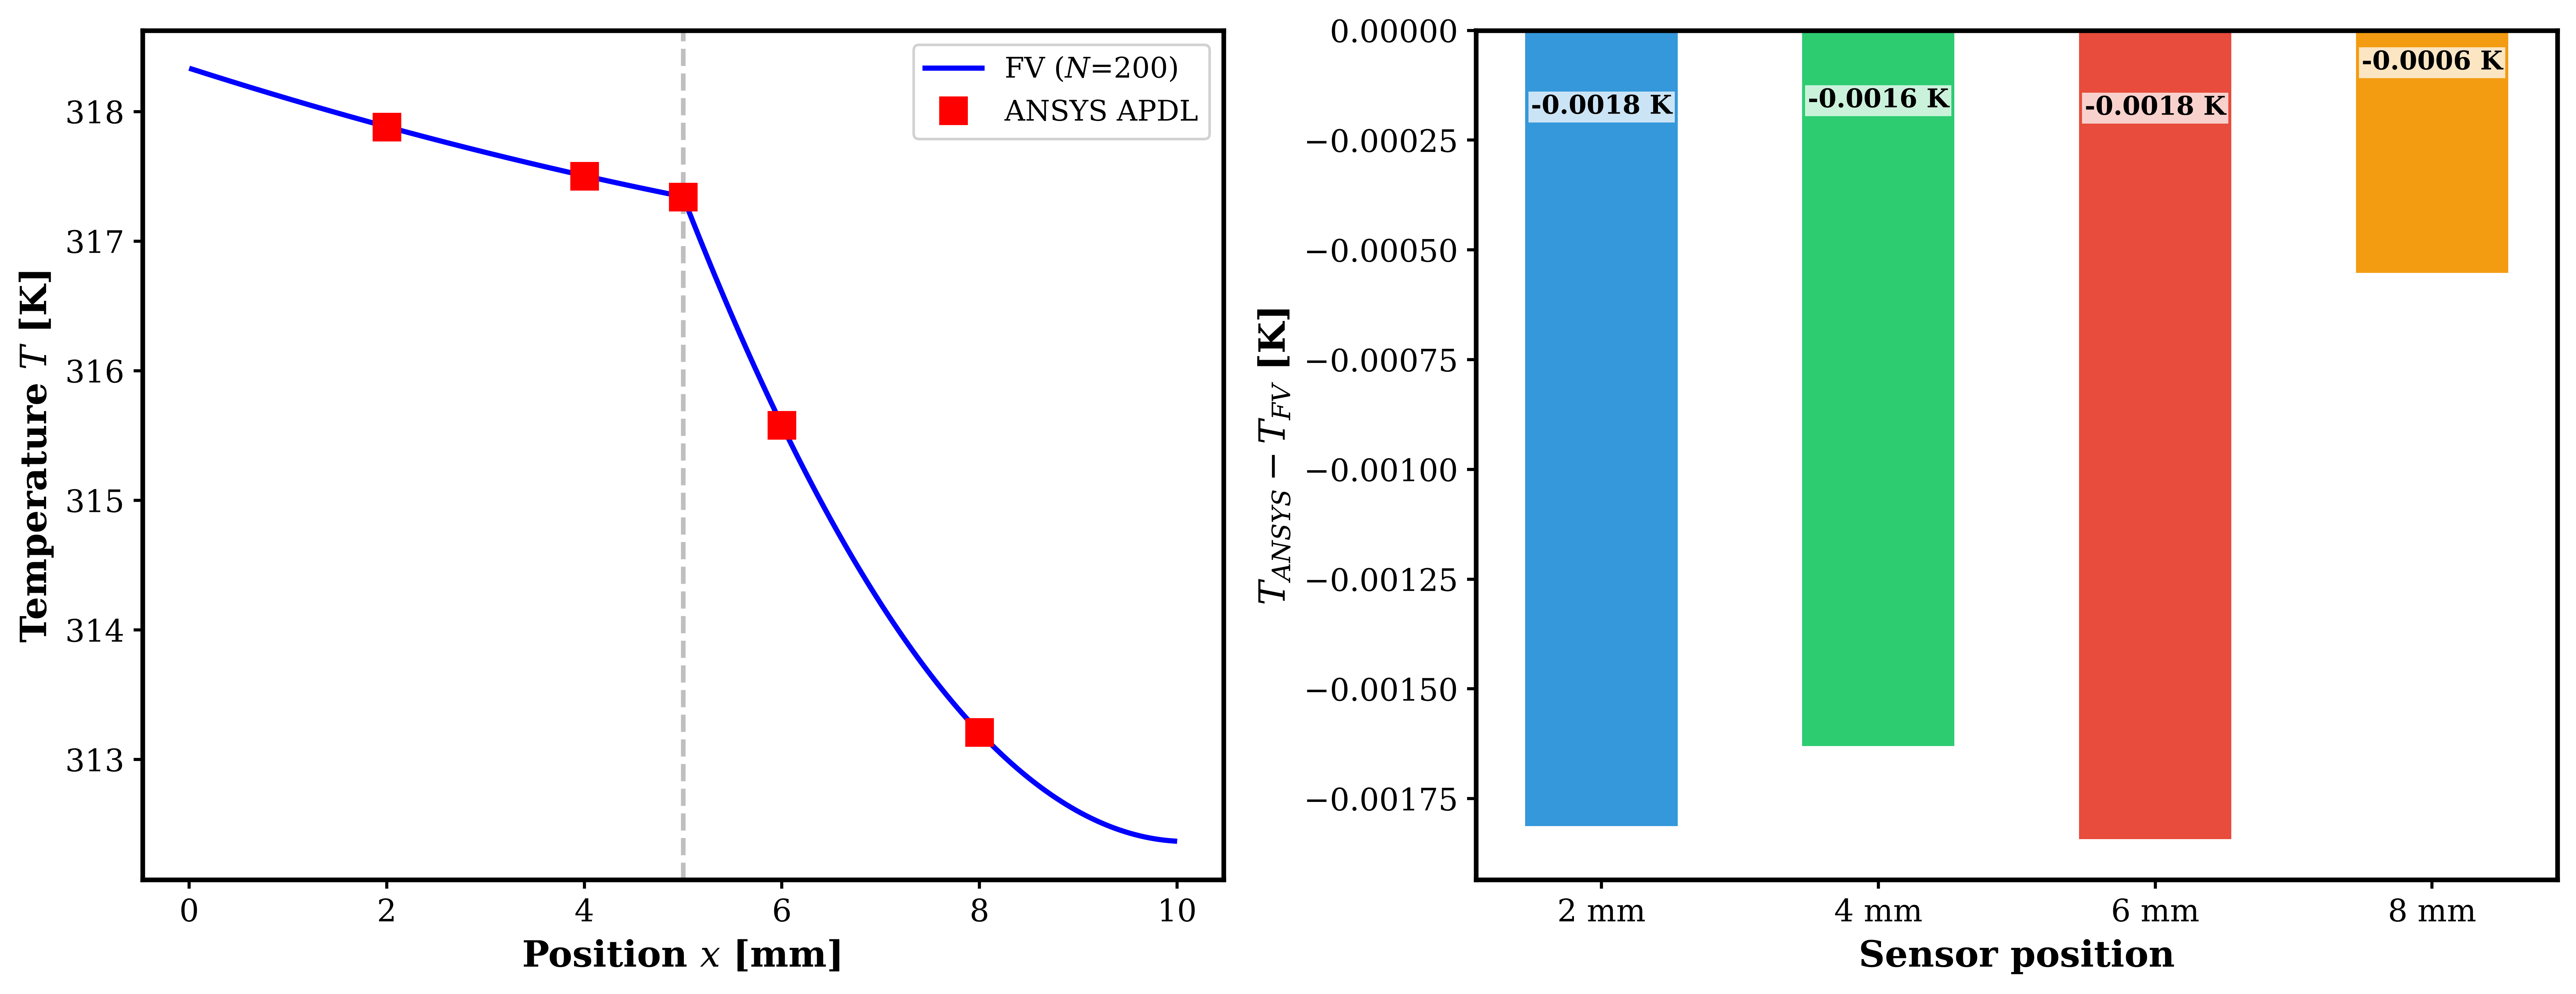 318
317
316
315
314
313
Temperature T [K]
0 2 4 6 8 10
Position x [mm]
FV (N=200)
ANSYS APDL
0.00000
−0.00025
−0.00050
−0.00075
−0.00100
−0.00125
−0.00150
−0.00175
T_ANSYS − T_FV [K]
-0.0018 K
-0.0016 K
-0.0018 K
-0.0006 K
2 mm 4 mm 6 mm 8 mm
Sensor position